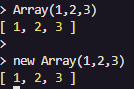 > Array(1,2,3)
[ 1, 2, 3 ]
>
> new Array(1,2,3)
[ 1, 2, 3 ]